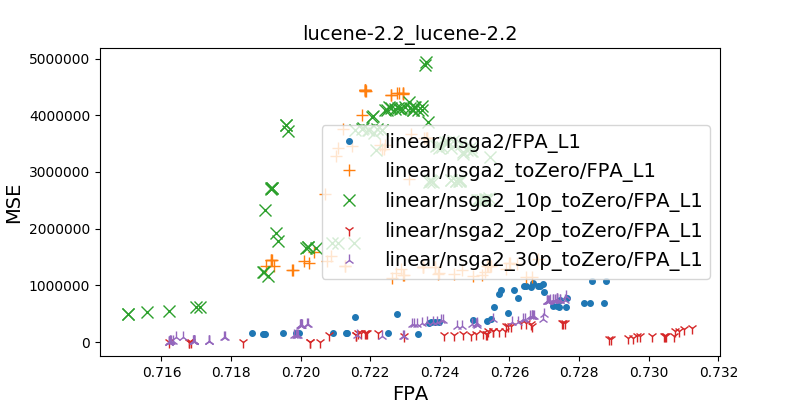 lucene-2.2_lucene-2.2
MSE
5000000
4000000
3000000
2000000
1000000
0
linear/nsga2/FPA_L1
linear/nsga2_toZero/FPA_L1
linear/nsga2_10p_toZero/FPA_L1
linear/nsga2_20p_toZero/FPA_L1
linear/nsga2_30p_toZero/FPA_L1
0.716 0.718 0.720 0.722 0.724 0.726 0.728 0.730 0.732
FPA